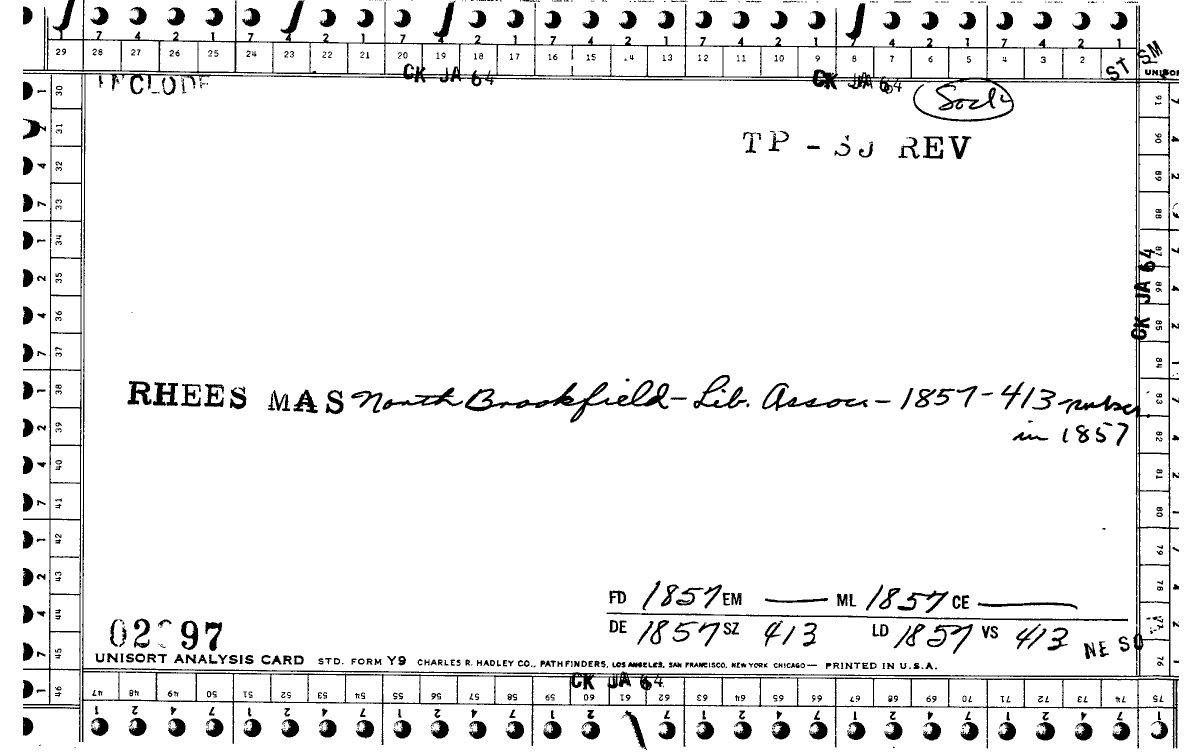 7 4 2 1 7 2 1 7 2 1 7 4 2 1 7 4 2 1 7 4 2 1 4 2 1 7 4 2 1
29 28 27 26 25 24 23 22 21 20 19 18 17 16 15 14 13 12 11 10 9 8 7 6 5 4 3 2 ST SM
CK JA 64 CK JA 64 UNISOR
INCLUDE
TP - SJ REV
RHEES MAS North Brookfield - Lib. Assoc. - 1857 - 413
in 1857
FD 1857 EM — ML 1857 CE —
DE 1857 SZ 413 LD 1857 VS 413 NE SO
02 97
UNISORT ANALYSIS CARD STD. FORM Y9 CHARLES R. HADLEY CO., PATHFINDERS, LOS ANGELES, SAN FRANCISCO, NEW YORK CHICAGO — PRINTED IN U.S.A.
CK JA 64
47 48 49 50 51 52 53 54 55 56 57 58 59 60 61 62 63 64 65 66 67 68 69 70 71 72 73 74 75
30
31
32
33
34
35
36
37
38
39
40
41
42
43
44
45
46
91
90
89
88
87
86
85
84
83
82
81
80
79
78
77
76
CK JA 64